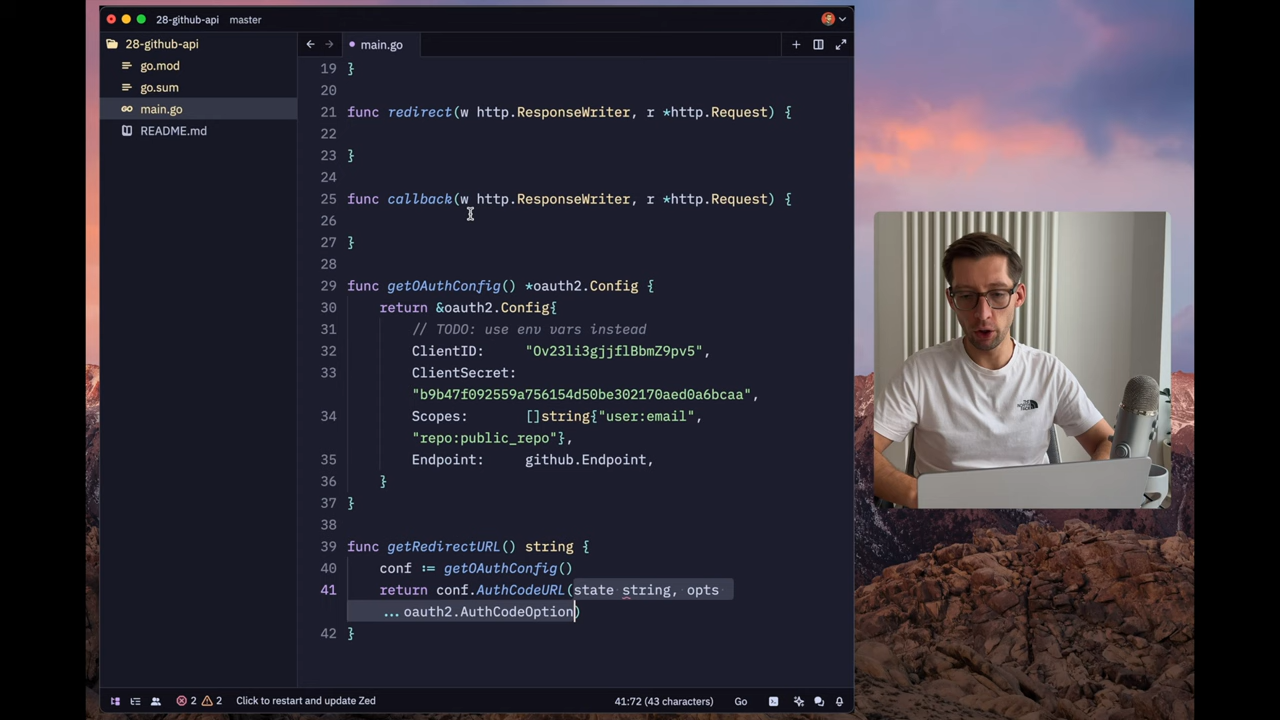 28-github-api master
28-github-api
go.mod
go.sum
main.go
README.md
main.go
19 }
20
21 func redirect(w http.ResponseWriter, r *http.Request) {
22
23 }
24
25 func callback(w http.ResponseWriter, r *http.Request) {
26
27 }
28
29 func getOAuthConfig() *oauth2.Config {
30 return &oauth2.Config{
31 // TODO: use env vars instead
32 ClientID: "Ov23li3gjjflBbmZ9pv5",
33 ClientSecret:
"b9b47f092559a756154d50be302170aed0a6bcaa",
34 Scopes: []string{"user:email",
"repo:public_repo"},
35 Endpoint: github.Endpoint,
36 }
37 }
38
39 func getRedirectURL() string {
40 conf := getOAuthConfig()
41 return conf.AuthCodeURL(state string, opts
...oauth2.AuthCodeOption)
42 }
2 2 Click to restart and update Zed 41:72 (43 characters) Go